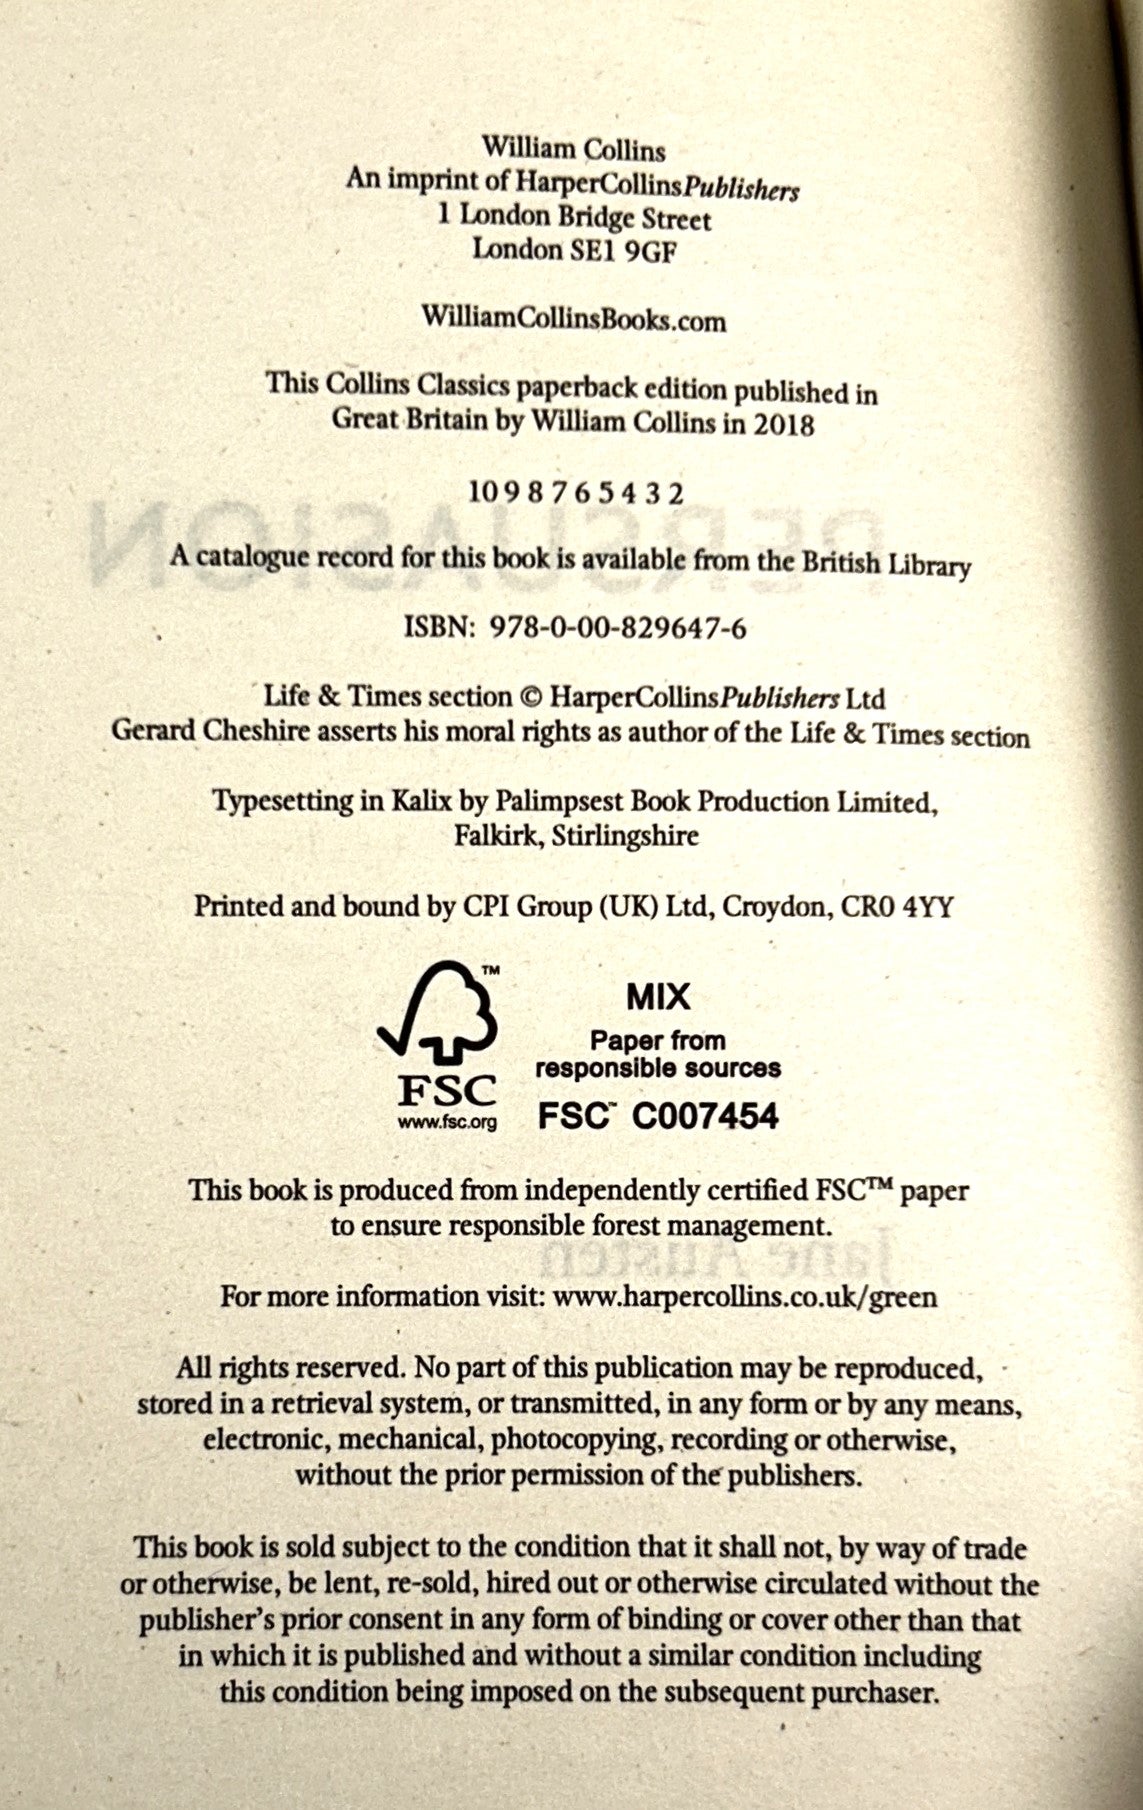 William Collins
An imprint of HarperCollinsPublishers
1 London Bridge Street
London SE1 9GF
WilliamCollinsBooks.com
This Collins Classics paperback edition published in
Great Britain by William Collins in 2018
10 9 8 7 6 5 4 3 2
PERSUASION
A catalogue record for this book is available from the British Library
ISBN: 978-0-00-829647-6
Life & Times section © HarperCollinsPublishers Ltd
Gerard Cheshire asserts his moral rights as author of the Life & Times section
Typesetting in Kalix by Palimpsest Book Production Limited,
Falkirk, Stirlingshire
Printed and bound by CPI Group (UK) Ltd, Croydon, CR0 4YY
™
FSC
www.fsc.org
MIX
Paper from
responsible sources
FSC™ C007454
This book is produced from independently certified FSC™ paper
to ensure responsible forest management.
Jane Austen
For more information visit: www.harpercollins.co.uk/green
All rights reserved. No part of this publication may be reproduced,
stored in a retrieval system, or transmitted, in any form or by any means,
electronic, mechanical, photocopying, recording or otherwise,
without the prior permission of the publishers.
This book is sold subject to the condition that it shall not, by way of trade
or otherwise, be lent, re-sold, hired out or otherwise circulated without the
publisher's prior consent in any form of binding or cover other than that
in which it is published and without a similar condition including
this condition being imposed on the subsequent purchaser.